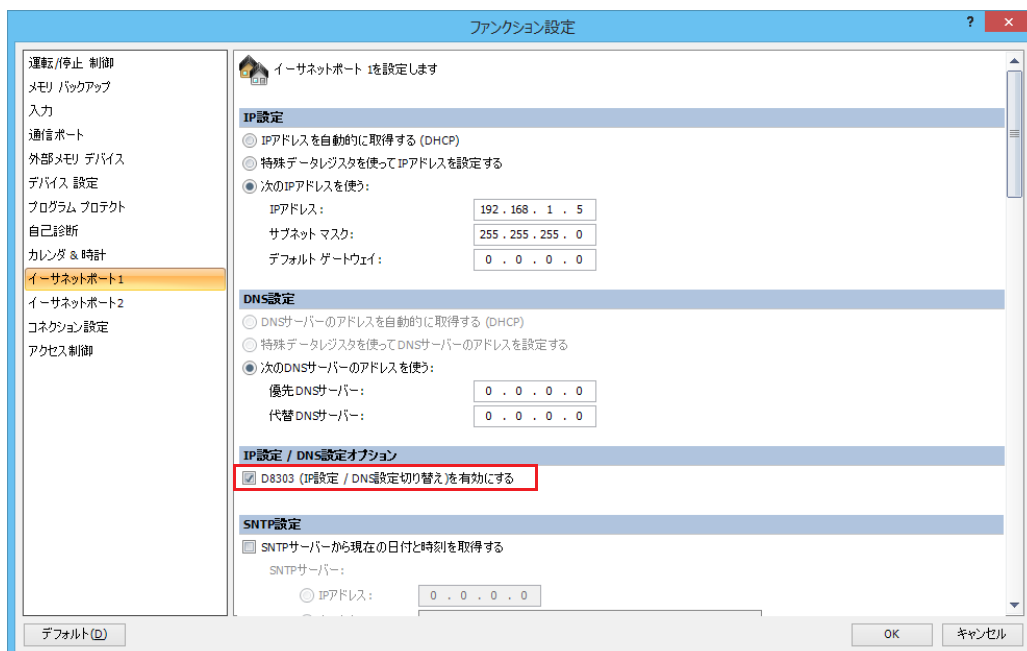 ファンクション設定
?
×
運転/停止 制御
メモリ バックアップ
入力
通信ポート
外部メモリ デバイス
デバイス 設定
プログラム プロテクト
自己診断
カレンダ & 時計
イーサネットポート1
イーサネットポート2
コネクション設定
アクセス制御
イーサネットポート 1を設定します
IP設定
IPアドレスを自動的に取得する (DHCP)
特殊データレジスタを使ってIPアドレスを設定する
次のIPアドレスを使う:
IPアドレス: 192 . 168 . 1 . 5
サブネット マスク: 255 . 255 . 255 . 0
デフォルト ゲートウェイ: 0 . 0 . 0 . 0
DNS設定
DNSサーバーのアドレスを自動的に取得する (DHCP)
特殊データレジスタを使ってDNSサーバーのアドレスを設定する
次のDNSサーバーのアドレスを使う:
優先DNSサーバー: 0 . 0 . 0 . 0
代替DNSサーバー: 0 . 0 . 0 . 0
IP設定 / DNS設定オプション
D8303 (IP設定 / DNS設定切り替え)を有効にする
SNTP設定
SNTPサーバーから現在の日付と時刻を取得する
SNTPサーバー:
IPアドレス: 0 . 0 . 0 . 0
デフォルト(D)
OK
キャンセル